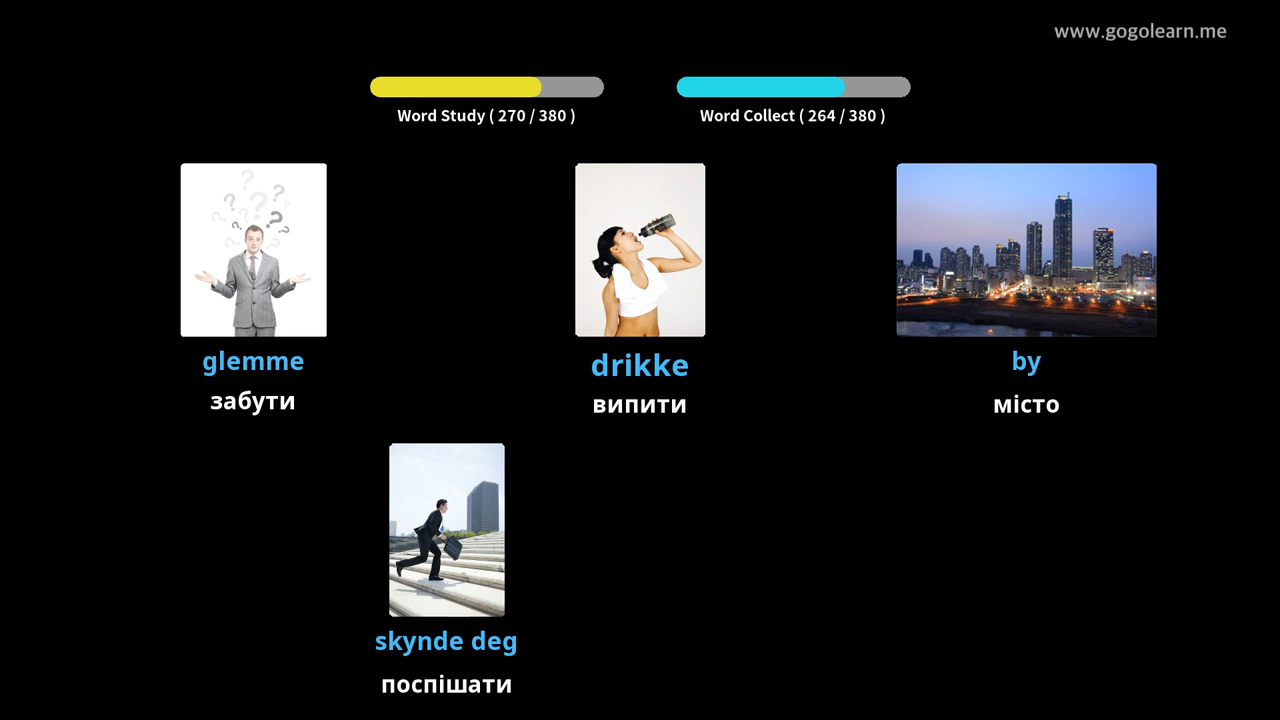 www.gogolearn.me
Word Study ( 270 / 380 )
Word Collect ( 264 / 380 )
glemme
забути
drikke
випити
by
місто
skynde deg
поспішати